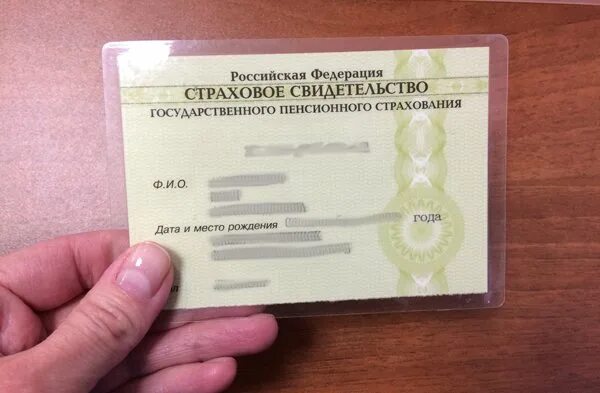 Российская Федерация
СТРАХОВОЕ СВИДЕТЕЛЬСТВО
ГОСУДАРСТВЕННОГО ПЕНСИОННОГО СТРАХОВАНИЯ
Ф.И.О.
Дата и место рождения года